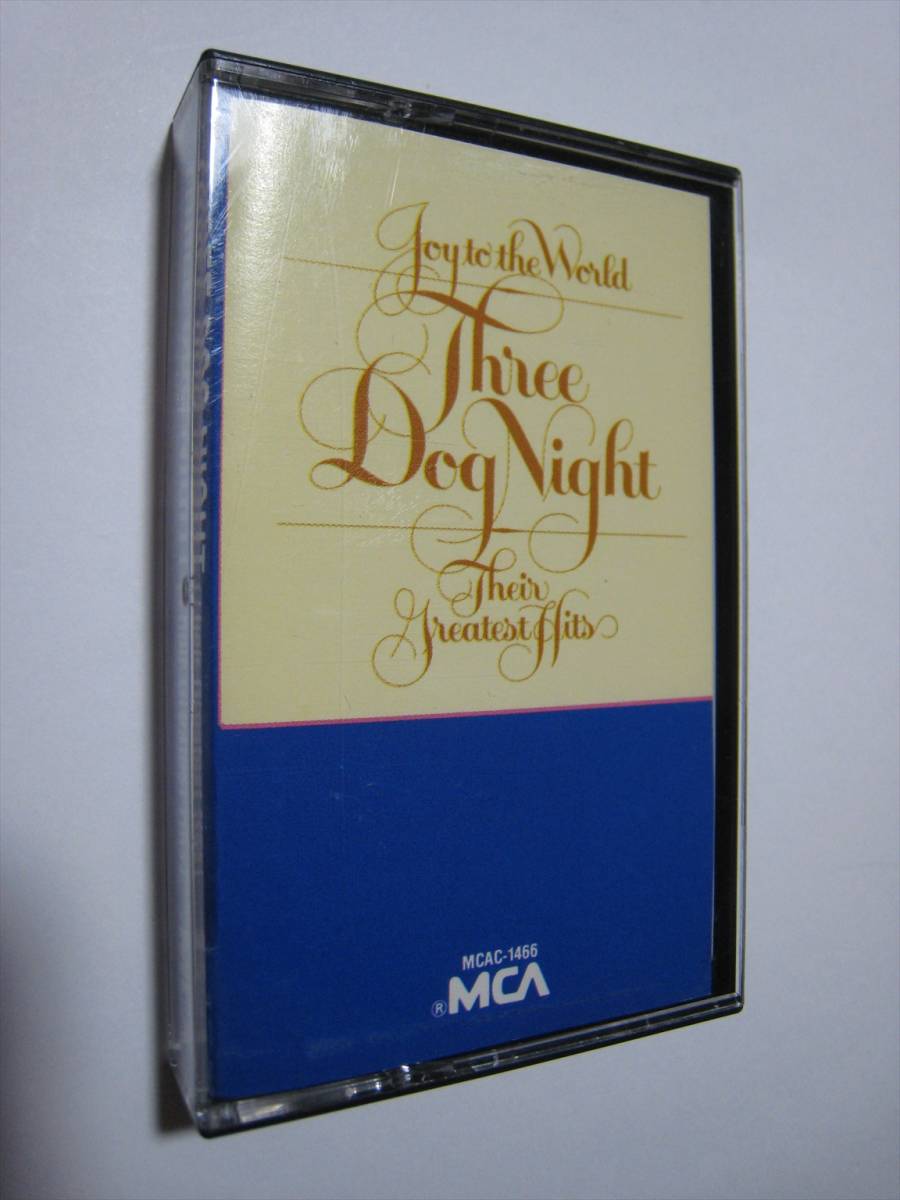 Joy to the World
Three
Dog Night
Their
Greatest Hits
MCAC-1466
® MCA